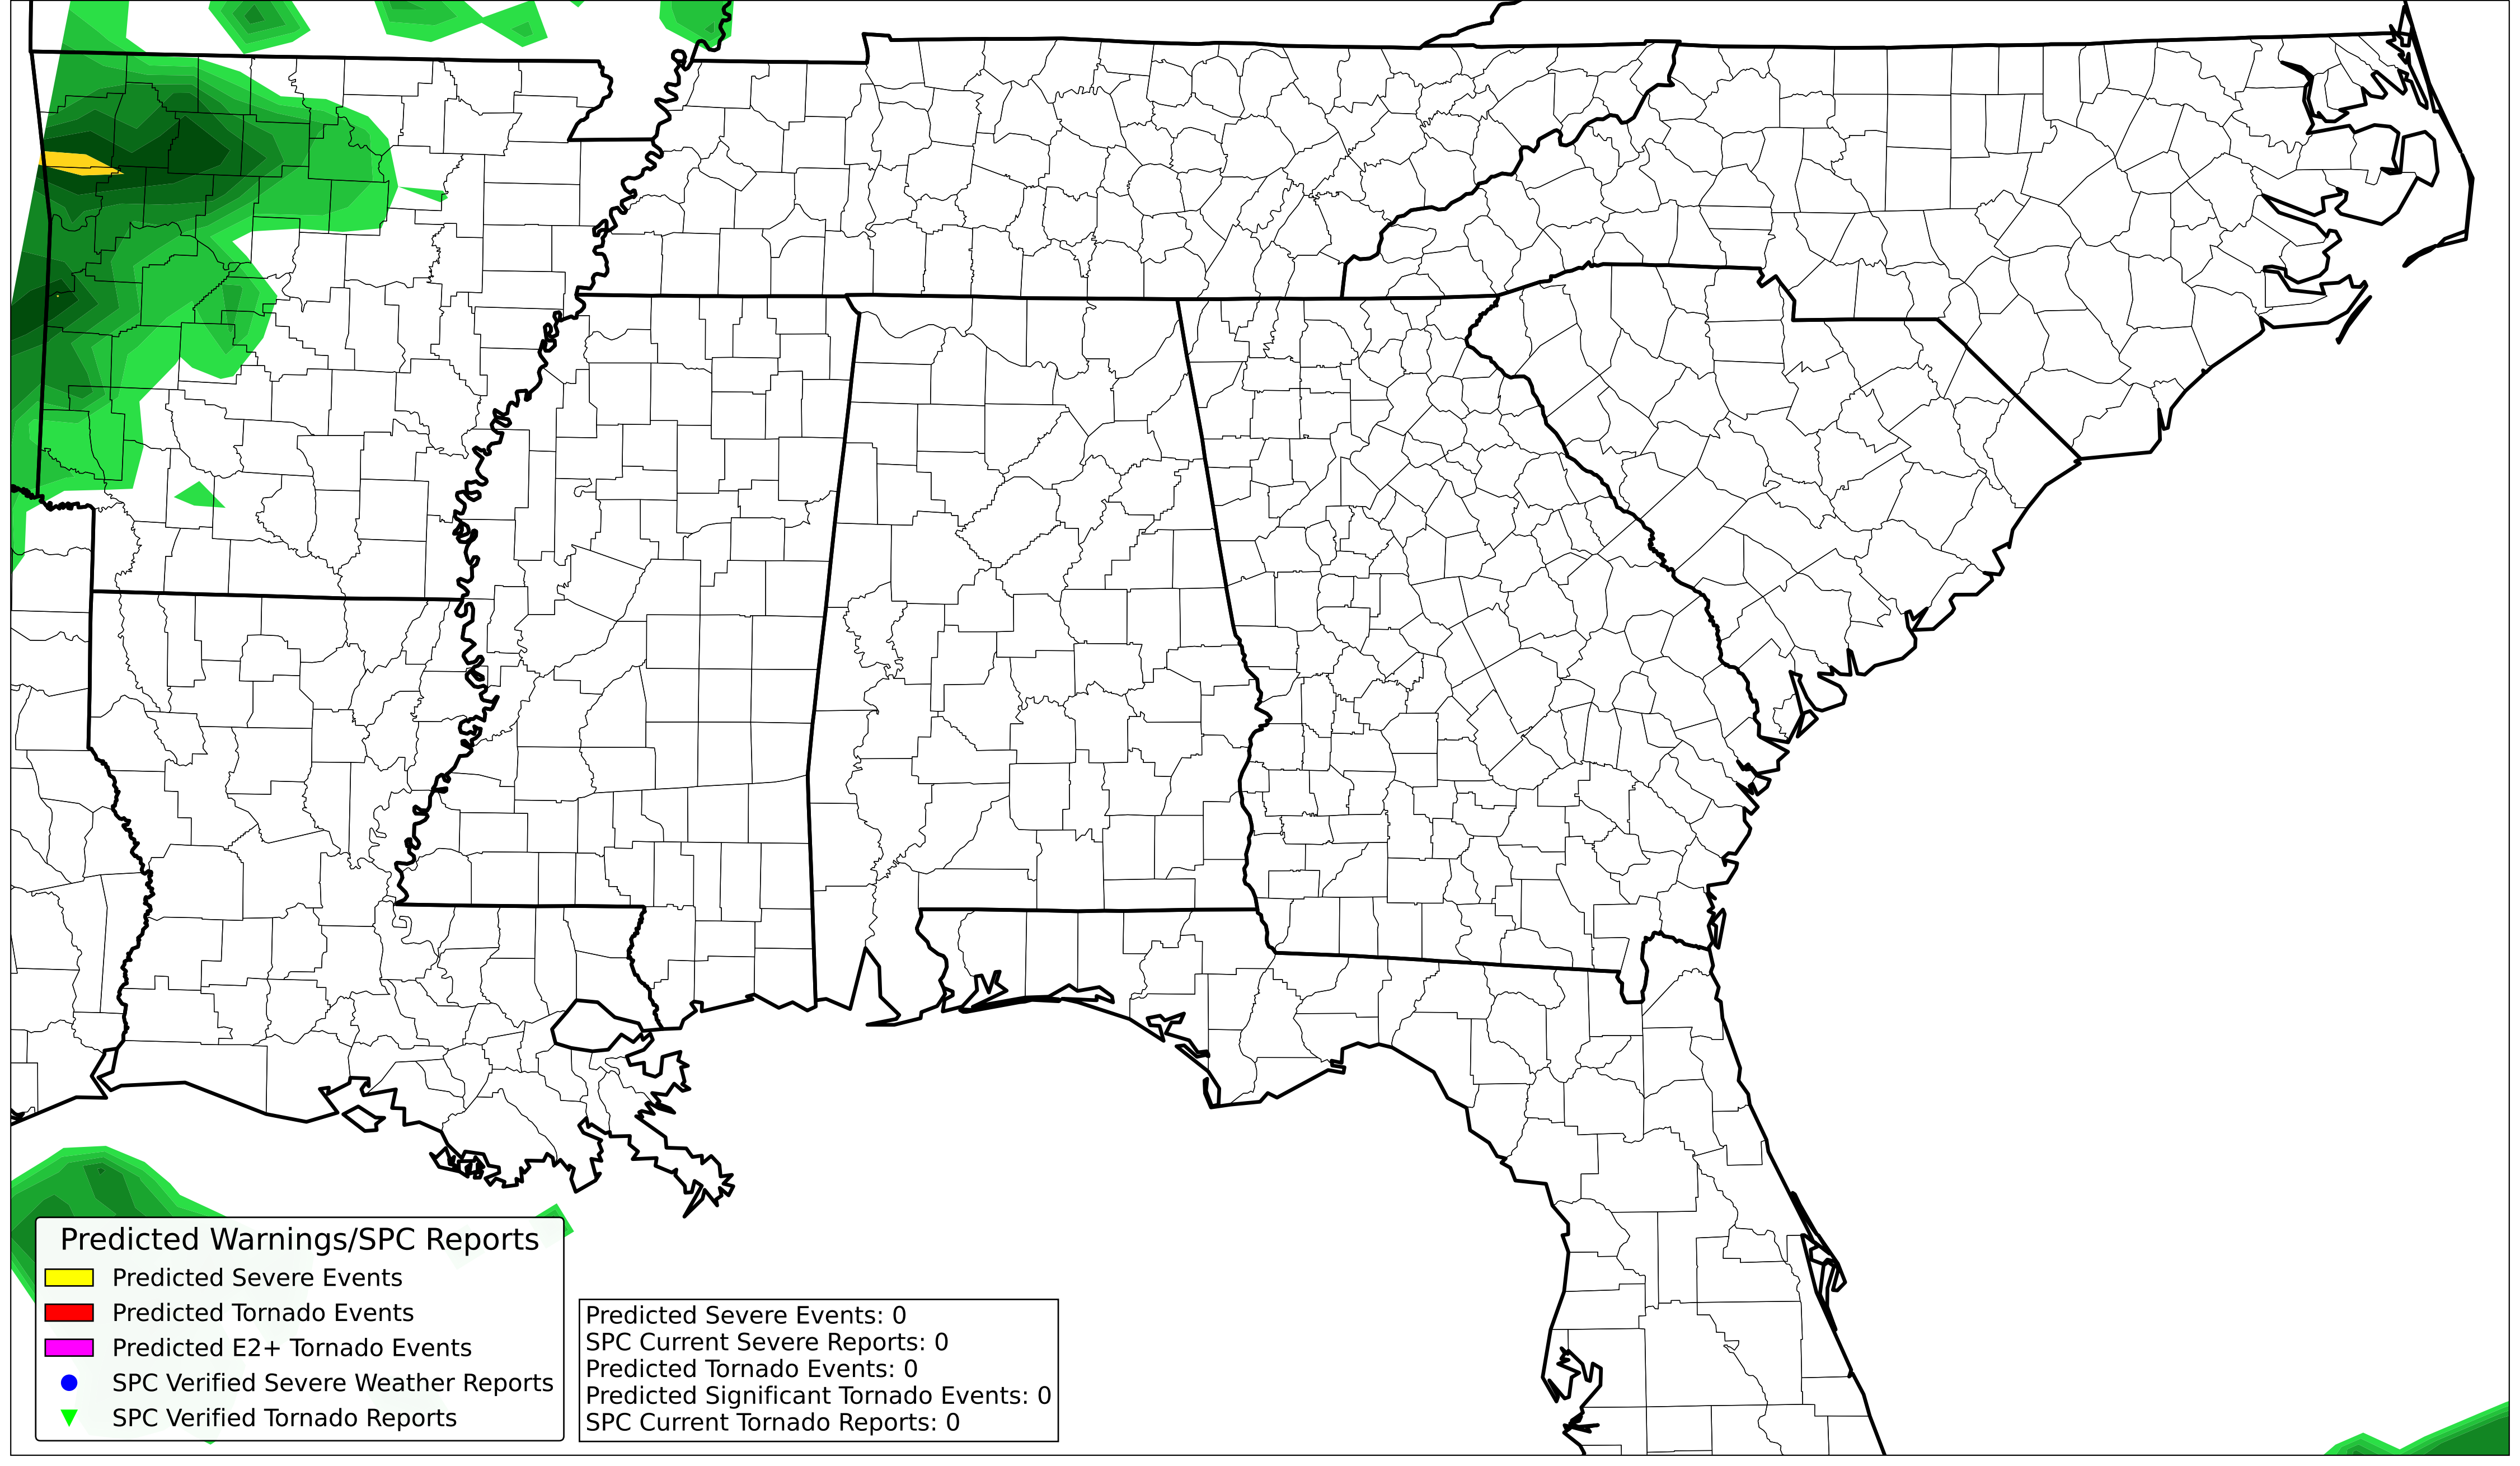 Predicted Warnings/SPC Reports
Predicted Severe Events
Predicted Tornado Events
Predicted E2+ Tornado Events
SPC Verified Severe Weather Reports
SPC Verified Tornado Reports
Predicted Severe Events: 0
SPC Current Severe Reports: 0
Predicted Tornado Events: 0
Predicted Significant Tornado Events: 0
SPC Current Tornado Reports: 0